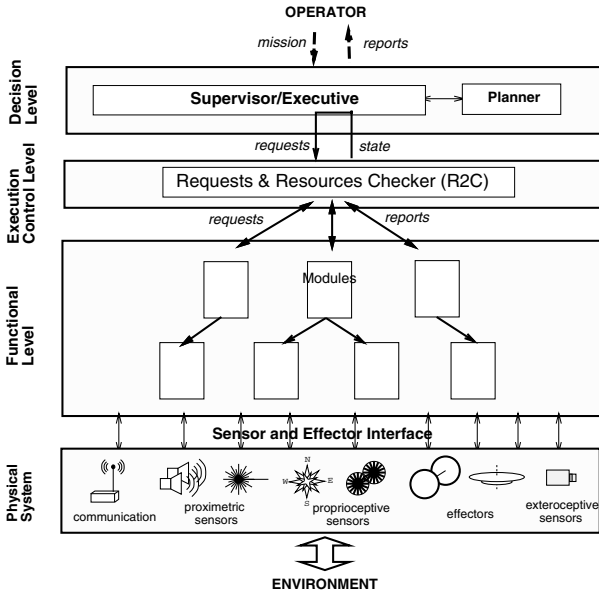 OPERATOR
mission
reports
Decision
Level
Supervisor/Executive
Planner
requests
state
Execution
Control Level
Requests & Resources Checker (R2C)
requests
reports
Functional
Level
Modules
Sensor and Effector Interface
Physical
System
N
W
E
S
communication
proximetric
sensors
proprioceptive
sensors
effectors
exteroceptive
sensors
ENVIRONMENT